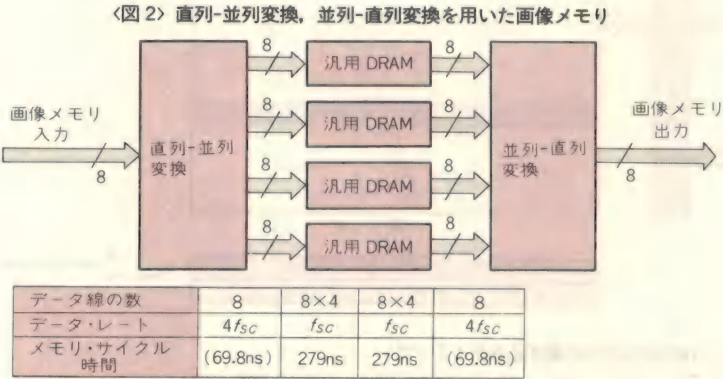 〈図2〉 直列-並列変換, 並列-直列変換を用いた画像メモリ
画像メモリ
入力
8
直列-並列
変換
8
汎用 DRAM
8
8
汎用 DRAM
8
8
汎用 DRAM
8
8
汎用 DRAM
8
並列-直列
変換
画像メモリ
出力
8
データ線の数 8 8×4 8×4 8
データ・レート 4fSC fSC fSC 4fSC
メモリ・サイクル
時間 (69.8ns) 279ns 279ns (69.8ns)